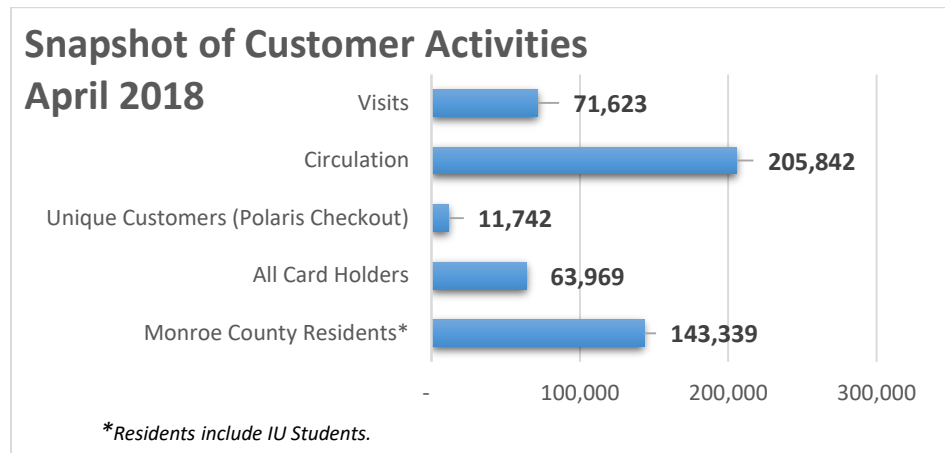 Snapshot of Customer Activities
April 2018
Visits 71,623
Circulation 205,842
Unique Customers (Polaris Checkout) 11,742
All Card Holders 63,969
Monroe County Residents* 143,339
- 100,000 200,000 300,000
*Residents include IU Students.